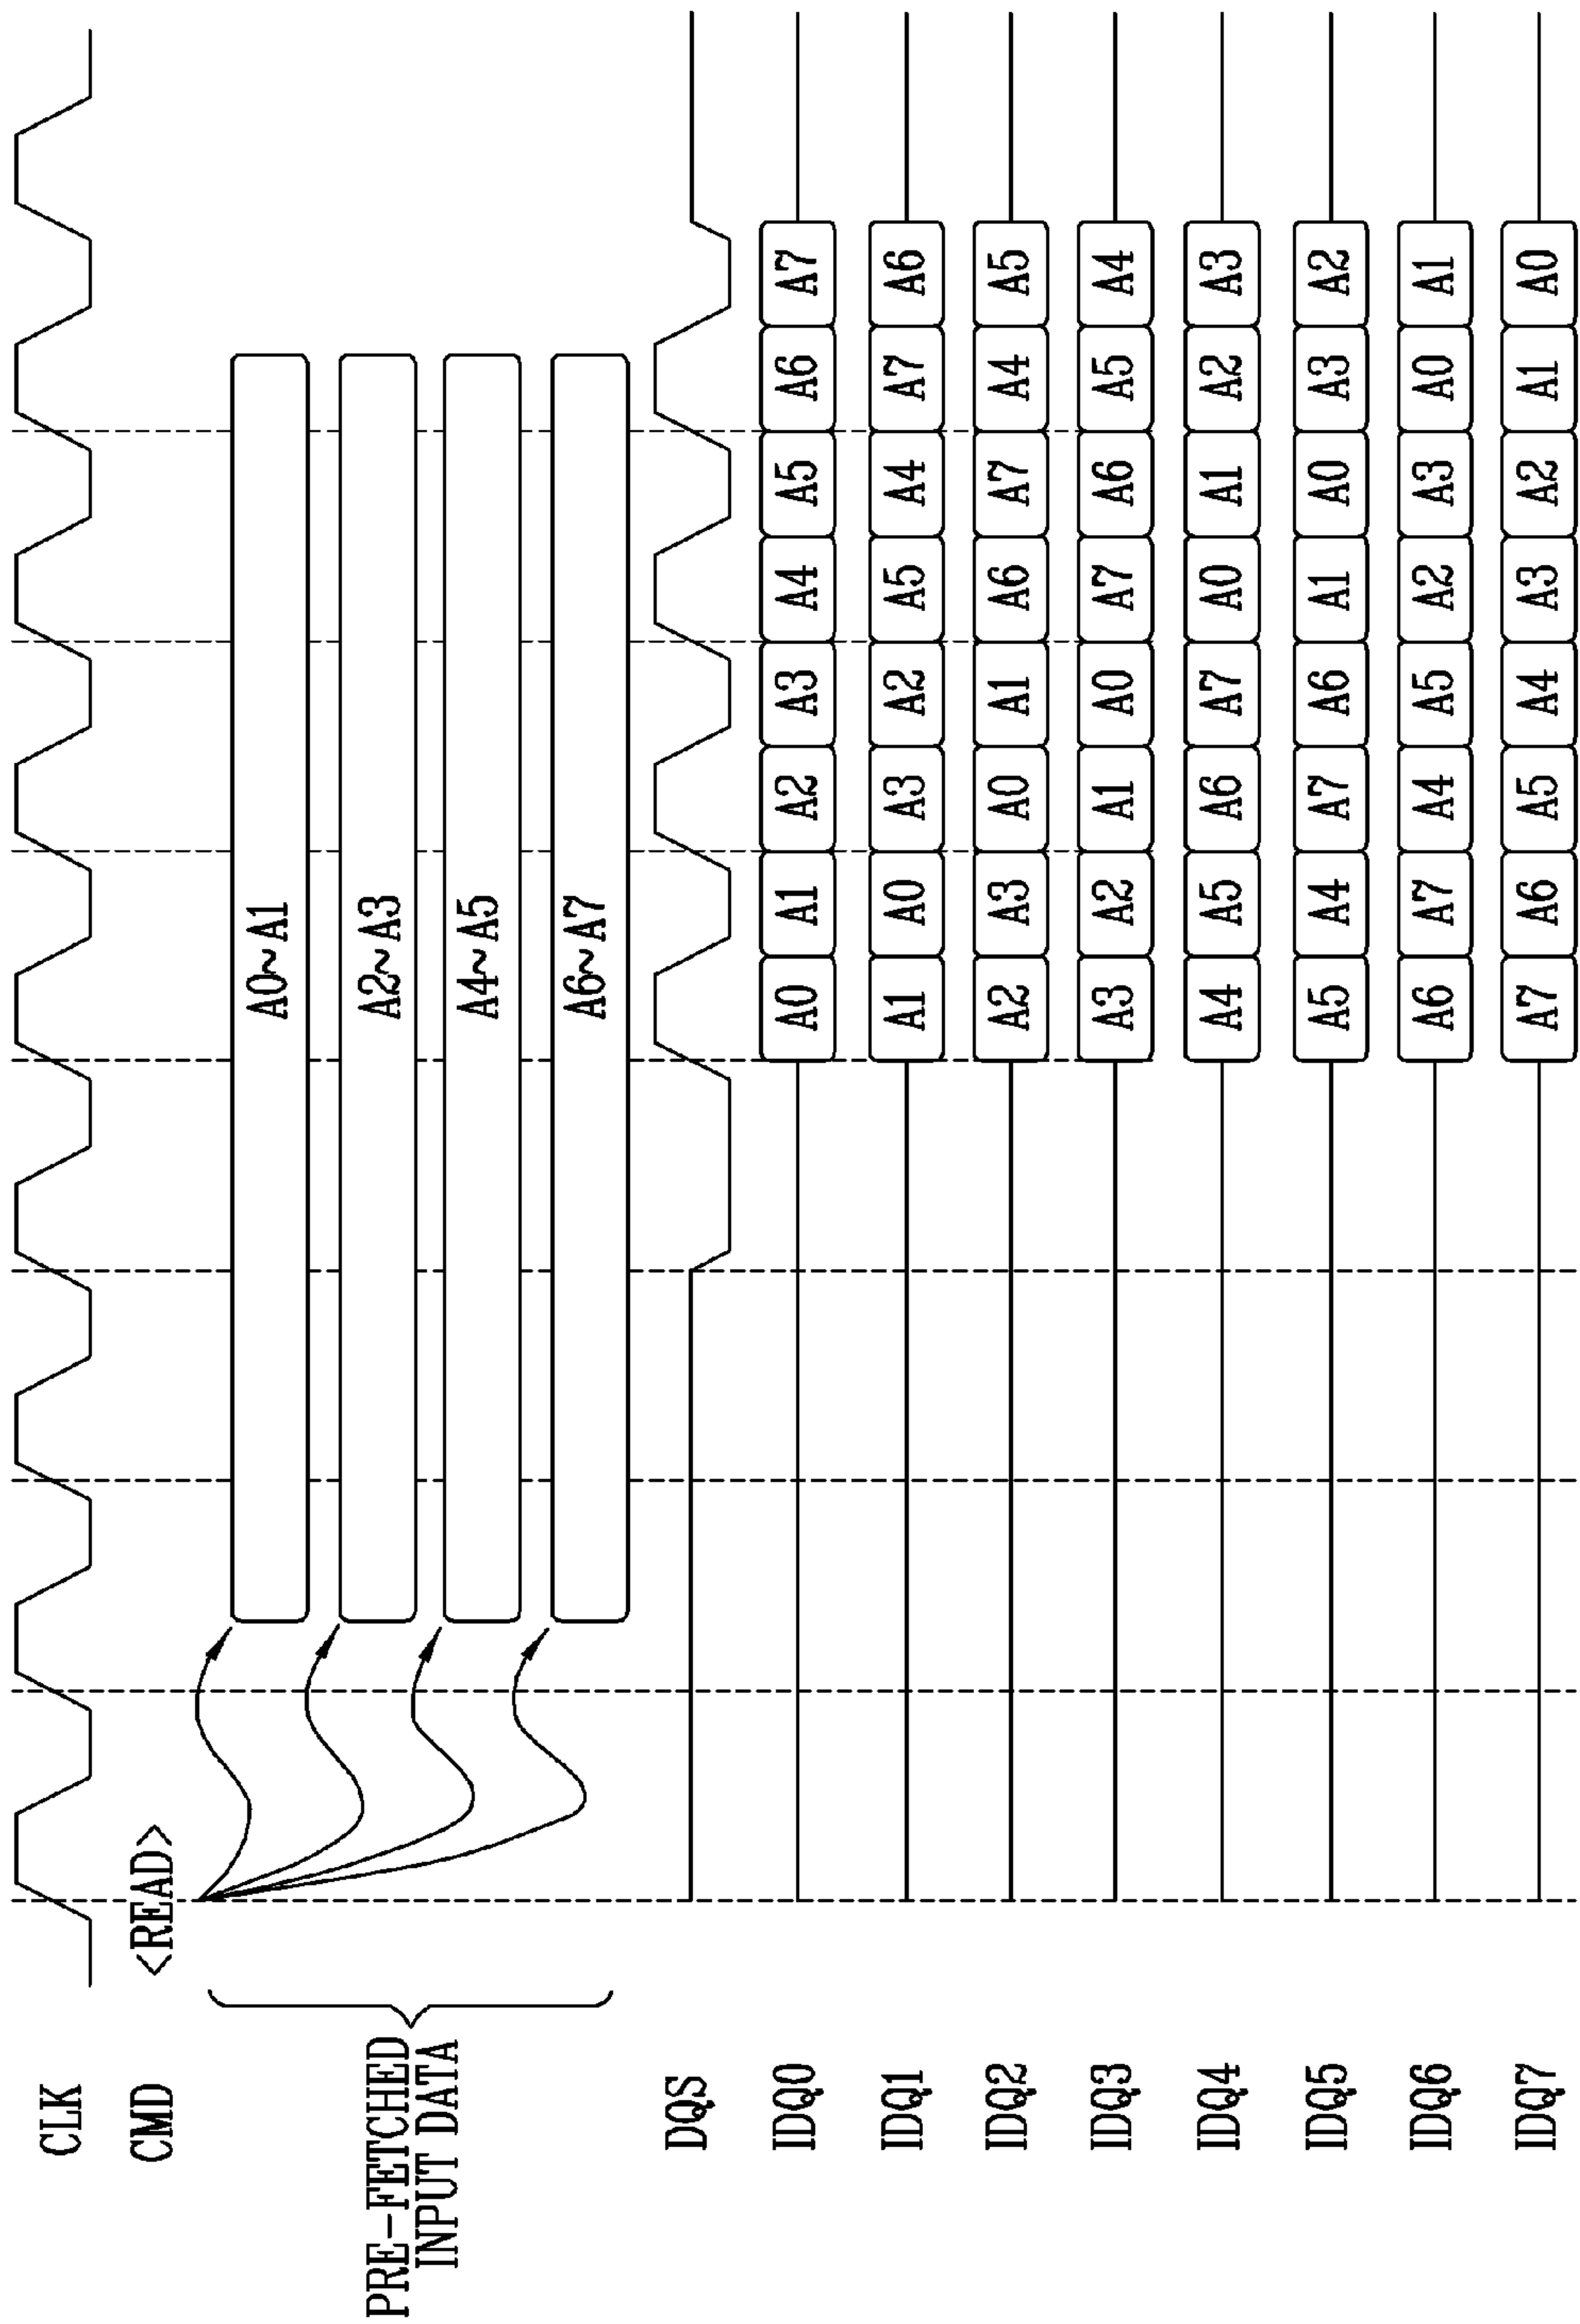 CLK
CMD <READ>
PRE-FETCHED
INPUT DATA
A0~A1
A2~A3
A4~A5
A6~A7
DQS
IDQ0 A0 A1 A2 A3 A4 A5 A6 A7
IDQ1 A1 A0 A3 A2 A5 A4 A7 A6
IDQ2 A2 A3 A0 A1 A6 A7 A4 A5
IDQ3 A3 A2 A1 A0 A7 A6 A5 A4
IDQ4 A4 A5 A6 A7 A0 A1 A2 A3
IDQ5 A5 A4 A7 A6 A1 A0 A3 A2
IDQ6 A6 A7 A4 A5 A2 A3 A0 A1
IDQ7 A7 A6 A5 A4 A3 A2 A1 A0